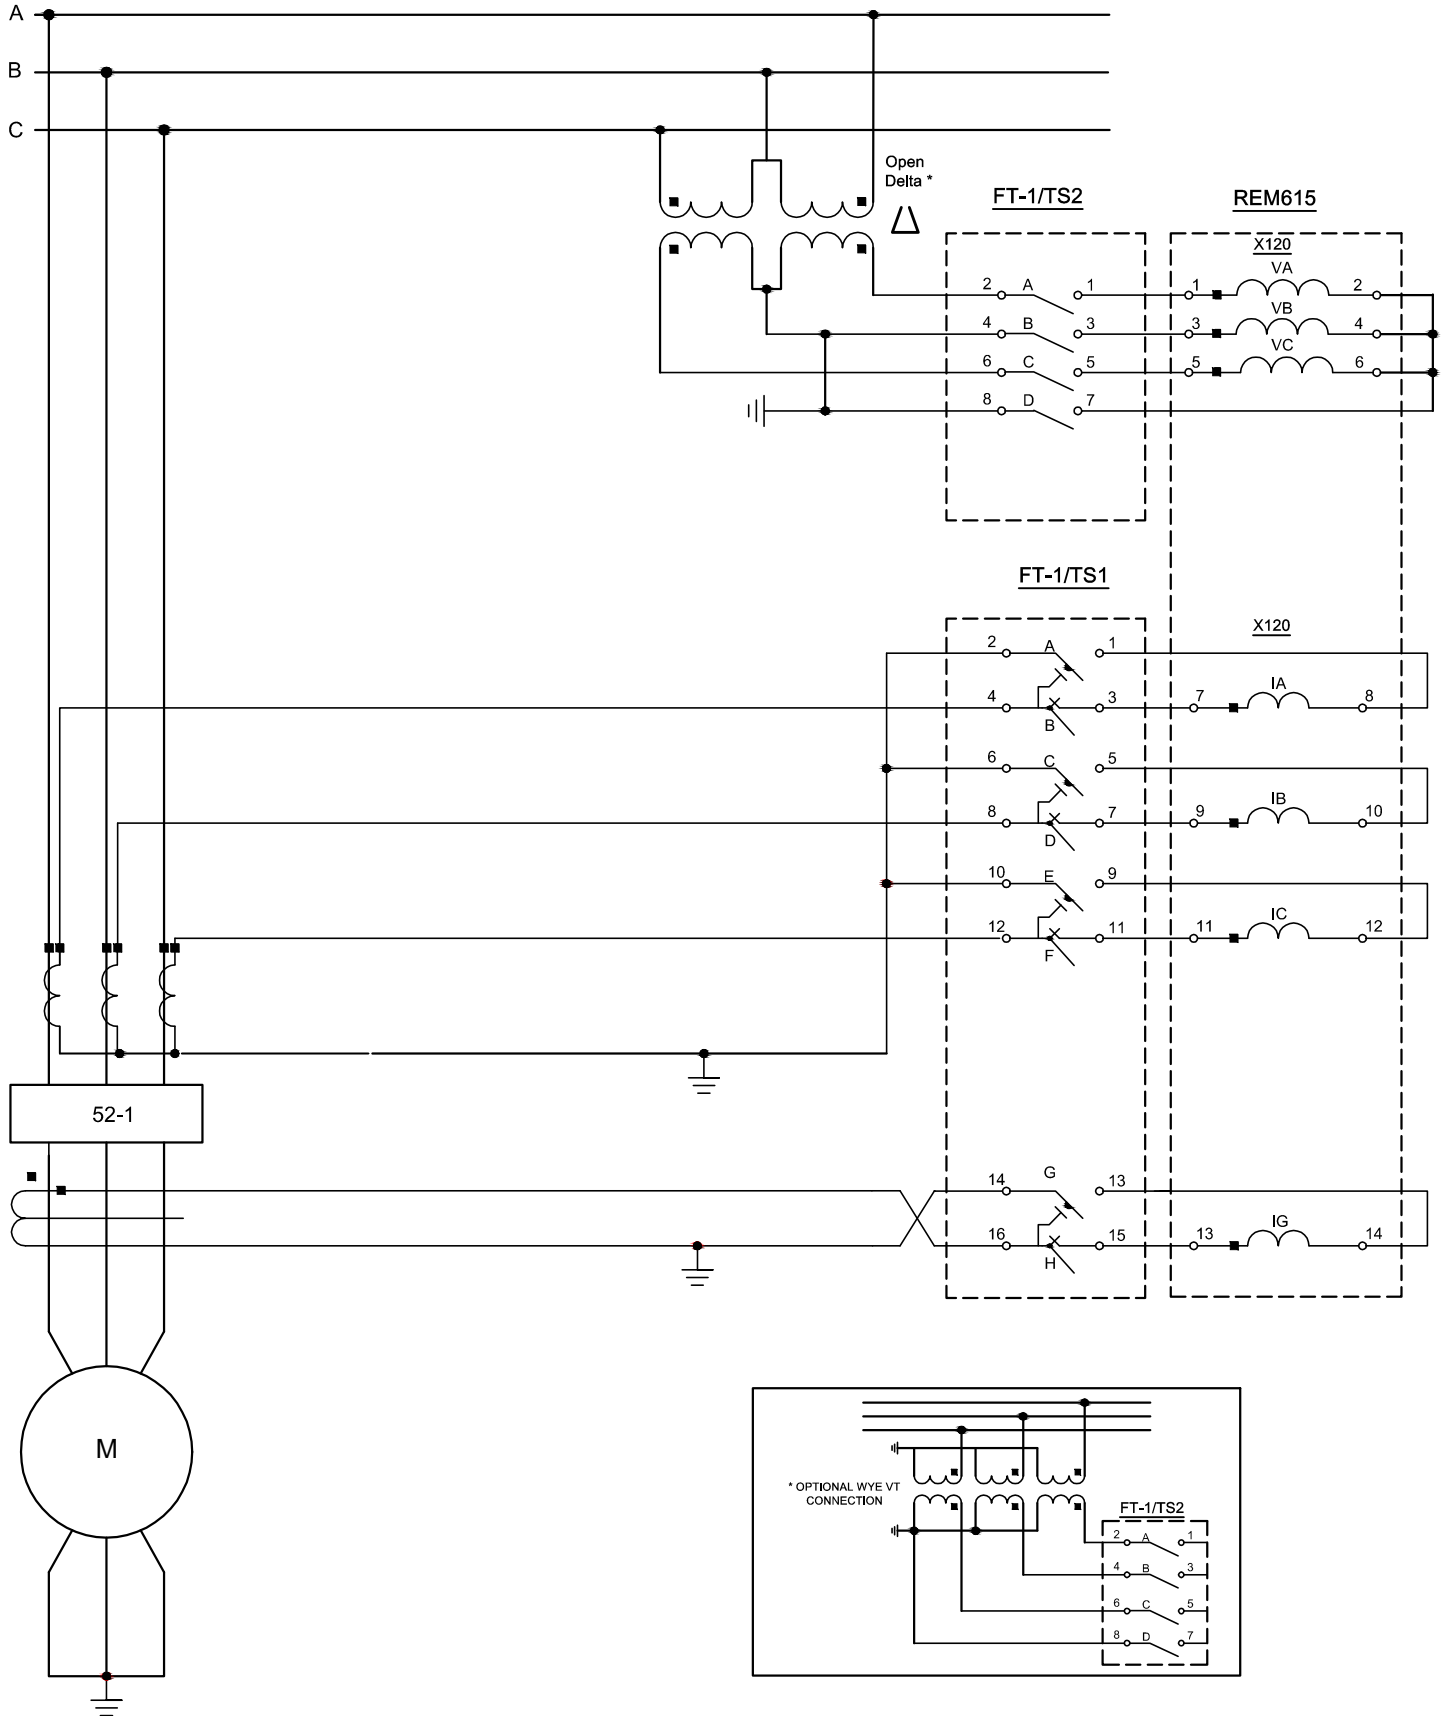 A
B
C
Open
Delta *
FT-1/TS2
REM615
X120
VA
2 A 1 1 2
VB
4 B 3 3 4
VC
6 C 5 5 6
8 D 7
FT-1/TS1
X120
2 A 1
IA
4 3 7 8
B
6 C 5
IB
8 7 9 10
D
10 E 9
IC
12 11 11 12
F
52-1
G
14 13
IG
16 15 13 14
H
M
* OPTIONAL WYE VT
CONNECTION
FT-1/TS2
2 A 1
4 B 3
6 C 5
8 D 7